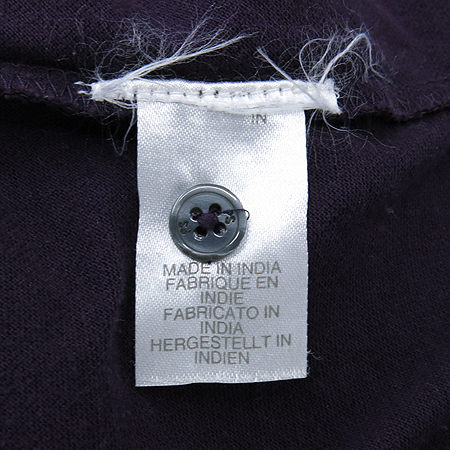 IN
MADE IN INDIA
FABRIQUE EN
INDIE
FABRICATO IN
INDIA
HERGESTELLT IN
INDIEN